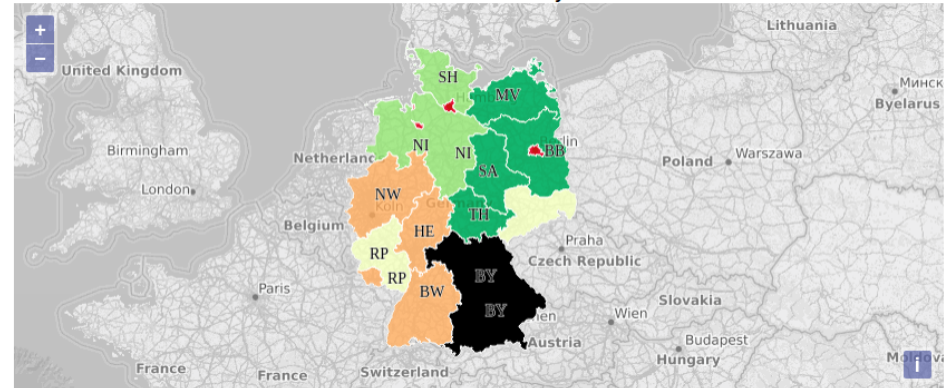 +
−
Lithuania
United Kingdom
SH
MV
Минск
Byelarus
Birmingham
Netherlands
NI
NI
SA
BB
Poland
Warszawa
London
NW
Köln
TH
Belgium
HE
RP
Praha
Czech Republic
RP
BY
BW
Paris
BY
Slovakia
Wien
Austria
Budapest
Hungary
France
France
Switzerland
i